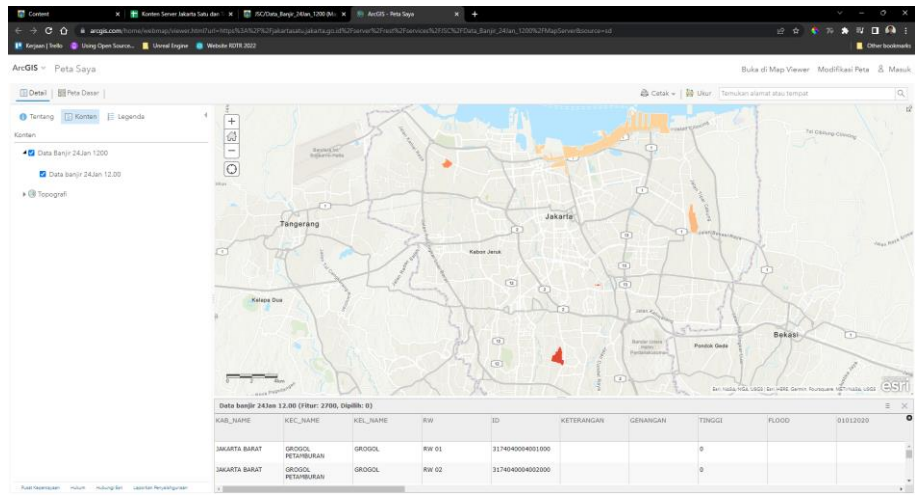 Content
Konten Server Jakarta Satu dan
JSC/Data_Banjir_24Jan_1200 (M
ArcGIS - Peta Saya
arcgis.com/home/webmap/viewer.html?url=https%3A%2F%2Fjakartasatu.jakarta.go.id%2Fserver%2Frest%2Fservices%2FJSC%2FData_Banjir_24Jan_1200%2FMapServer&source=sd
Kerjaan | Trello
Using Open Source...
Unreal Engine
Website RDTR 2022
Other bookmarks
ArcGIS
Peta Saya
Buka di Map Viewer
Modifikasi Peta
Masuk
Detail
Peta Dasar
Cetak
Ukur
Temukan alamat atau tempat
Tentang
Konten
Legenda
Konten
Data Banjir 24Jan 1200
Data banjir 24Jan 12.00
Topografi
Tangerang
Jakarta
Kebon Jeruk
Kelapa Dua
Bekasi
Pondok Gede
esri
Data banjir 24Jan 12.00 (Fitur: 2700, Dipilih: 0)
KAB_NAME KEC_NAME KEL_NAME RW ID KETERANGAN GENANGAN TINGGI FLOOD 01012020
JAKARTA BARAT GROGOL PETAMBURAN GROGOL RW 01 3174040004001000 0
JAKARTA BARAT GROGOL PETAMBURAN GROGOL RW 02 3174040004002000 0